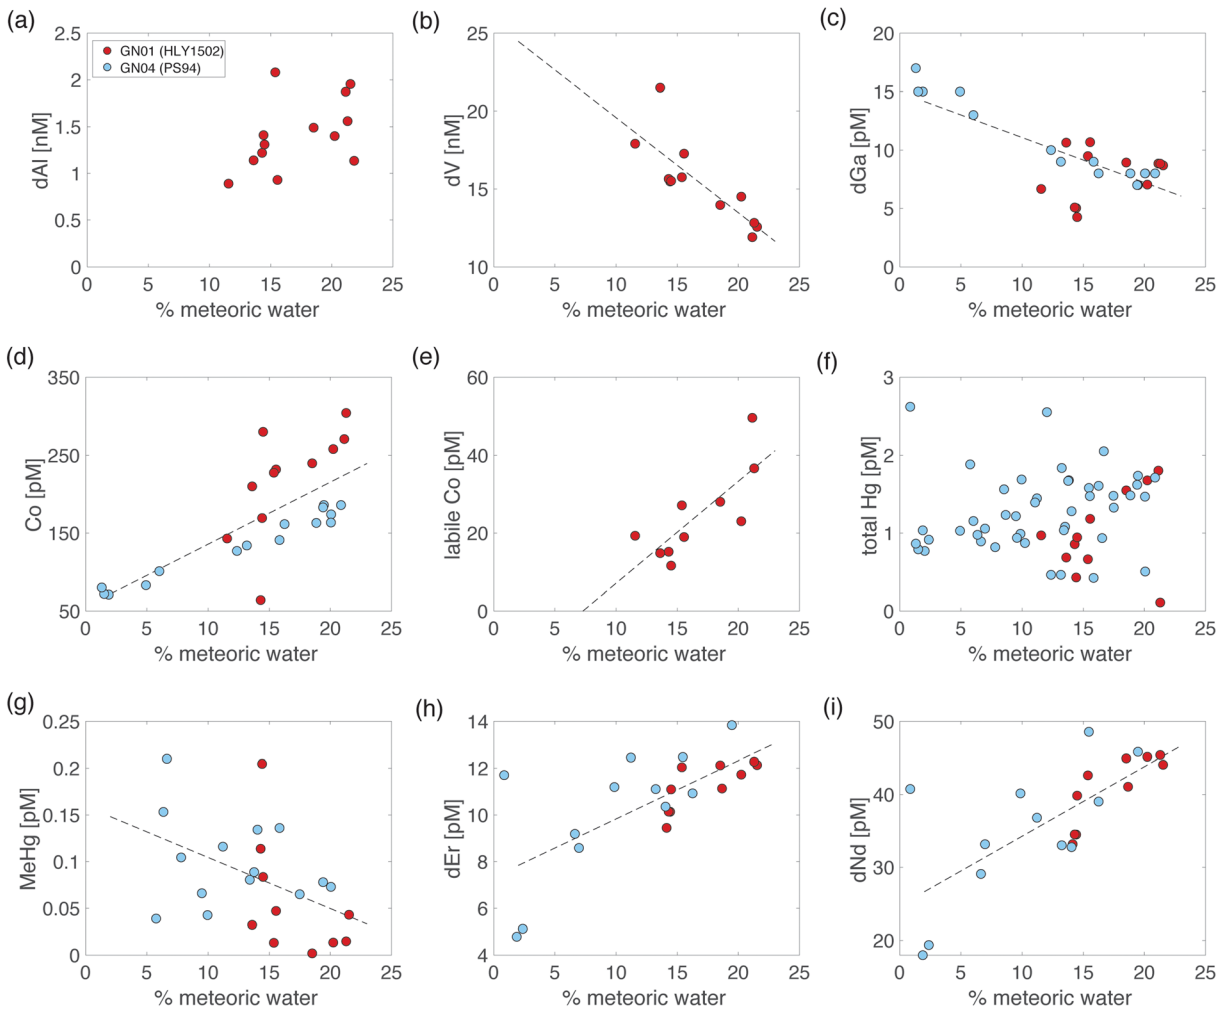 (a)
2.5
2
1.5
1
0.5
0
dAl [nM]
GN01 (HLY1502)
GN04 (PS94)
0 5 10 15 20 25
% meteoric water
(b)
25
20
15
10
dV [nM]
0 5 10 15 20 25
% meteoric water
(c)
20
15
10
5
0
dGa [pM]
0 5 10 15 20 25
% meteoric water
(d)
350
250
150
50
Co [pM]
0 5 10 15 20 25
% meteoric water
(e)
60
40
20
0
labile Co [pM]
0 5 10 15 20 25
% meteoric water
(f)
3
2
1
0
total Hg [pM]
0 5 10 15 20 25
% meteoric water
(g)
0.25
0.2
0.15
0.1
0.05
0
MeHg [pM]
0 5 10 15 20 25
% meteoric water
(h)
14
12
10
8
6
4
dEr [pM]
0 5 10 15 20 25
% meteoric water
(i)
50
40
30
20
dNd [pM]
0 5 10 15 20 25
% meteoric water